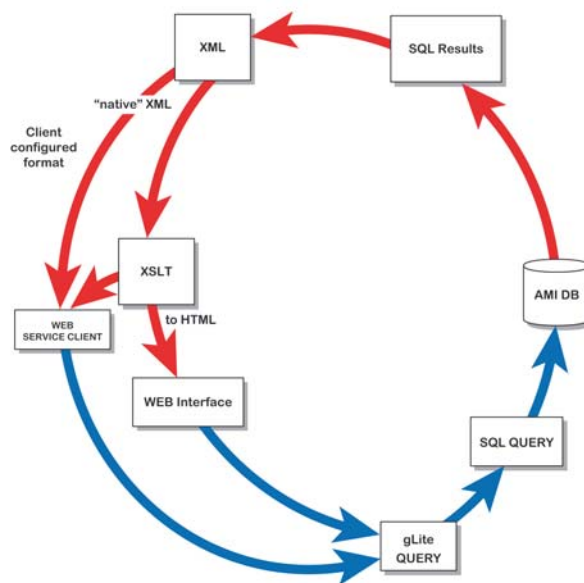 XML
SQL Results
“native” XML
Client
configured
format
XSLT
AMI DB
to HTML
WEB
SERVICE CLIENT
WEB Interface
SQL QUERY
gLite
QUERY